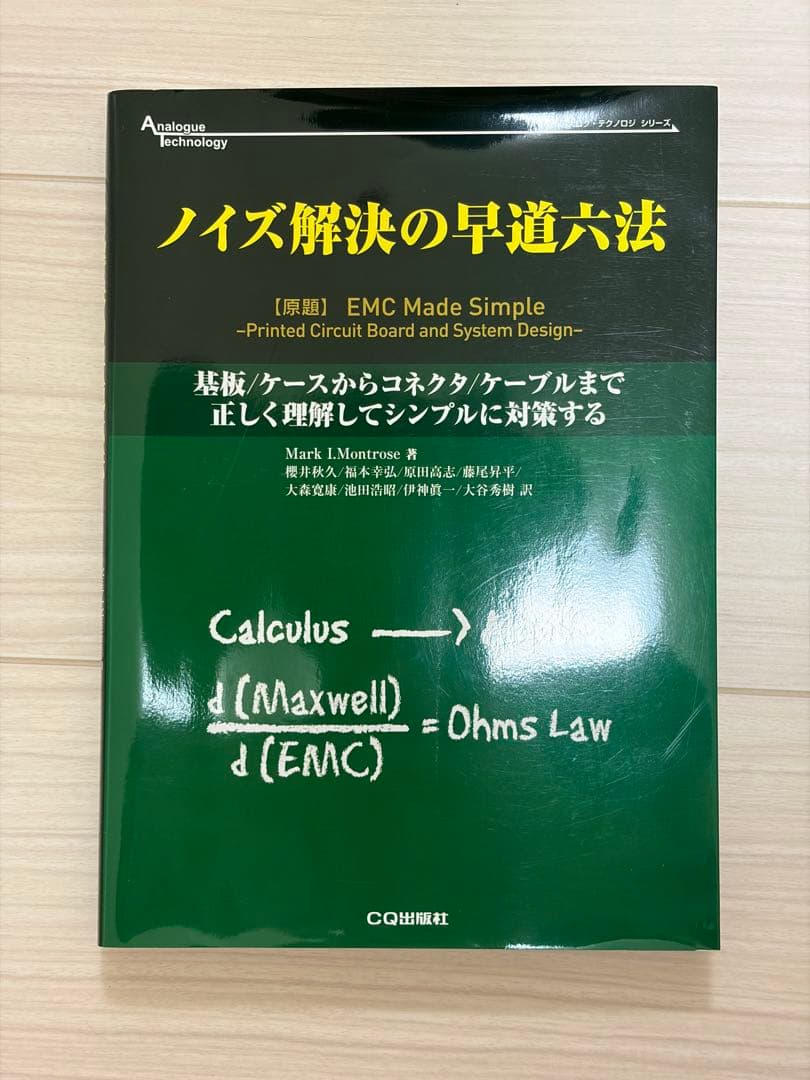 Analogue
Technology
テクノロジ シリーズ
ノイズ解決の早道六法
【原題】 EMC Made Simple
–Printed Circuit Board and System Design–
基板/ケースからコネクタ/ケーブルまで
正しく理解してシンプルに対策する
Mark I.Montrose 著
櫻井秋久/福本幸弘/原田高志/藤尾昇平/
大森寛康/池田浩昭/伊神眞一/大谷秀樹 訳
Calculus →
d(Maxwell)
d(EMC)
= Ohms Law
CQ出版社